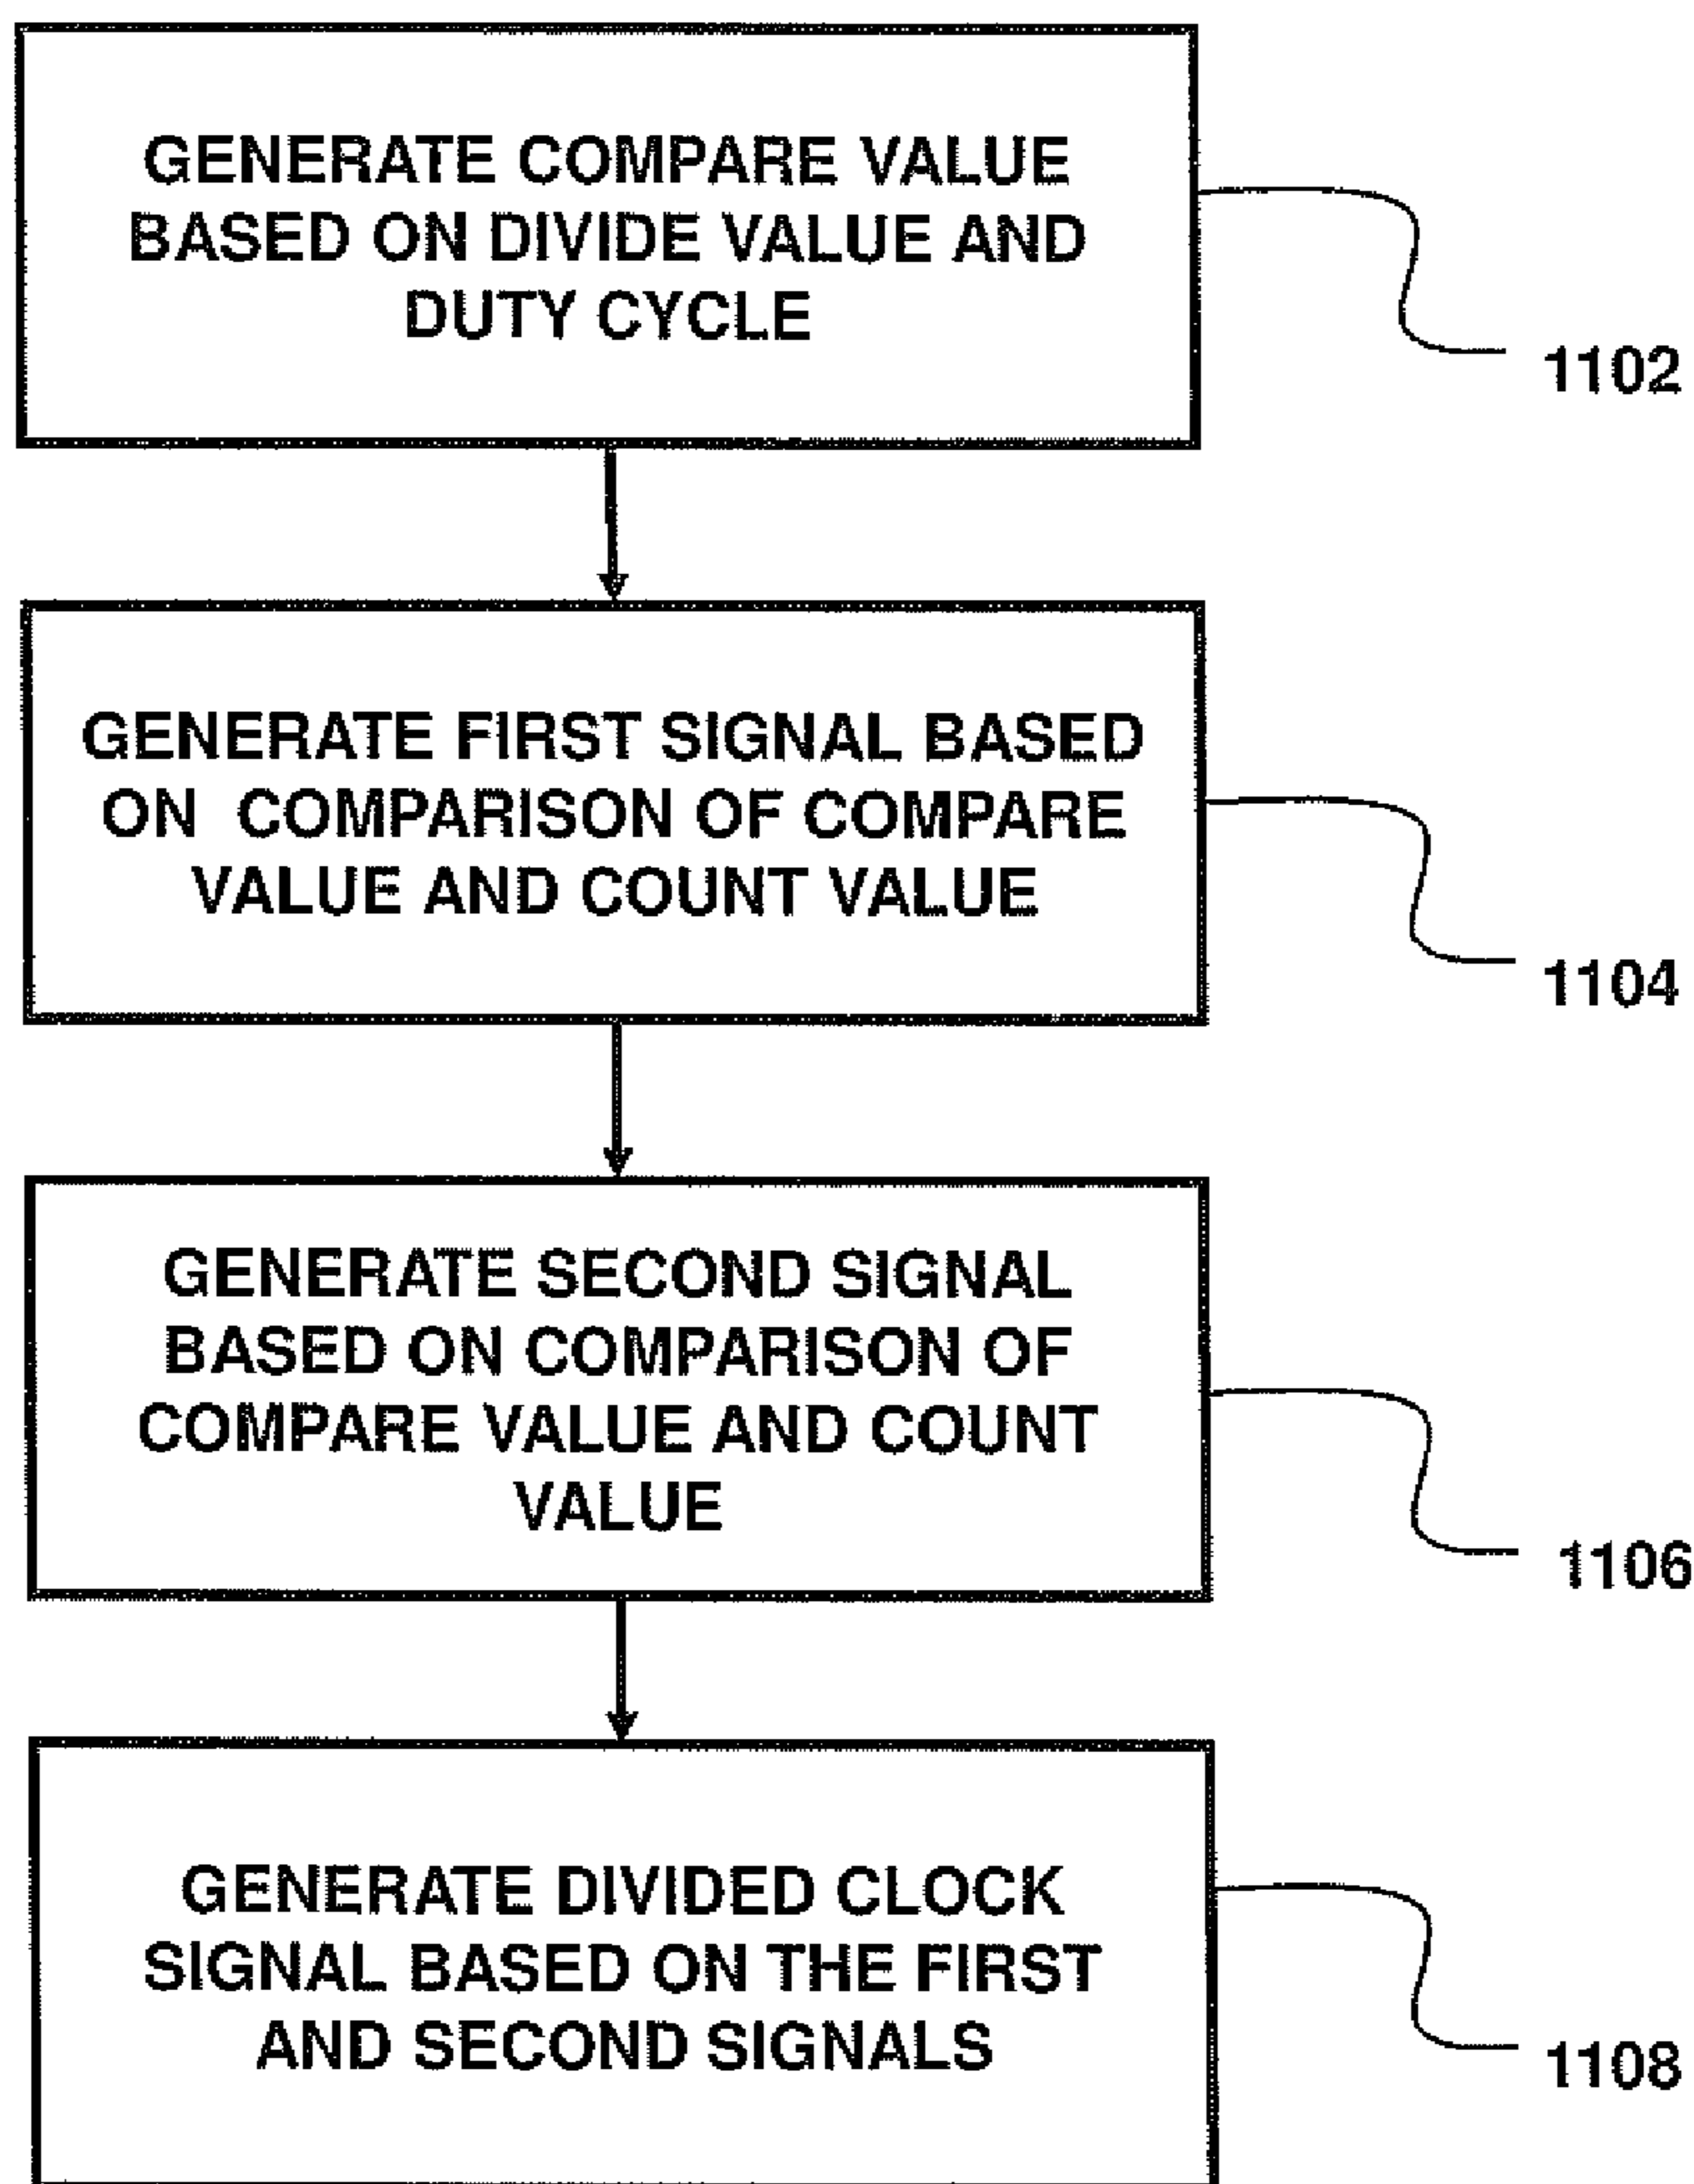 GENERATE COMPARE VALUE
BASED ON DIVIDE VALUE AND
DUTY CYCLE
1102
GENERATE FIRST SIGNAL BASED
ON COMPARISON OF COMPARE
VALUE AND COUNT VALUE
1104
GENERATE SECOND SIGNAL
BASED ON COMPARISON OF
COMPARE VALUE AND COUNT
VALUE
1106
GENERATE DIVIDED CLOCK
SIGNAL BASED ON THE FIRST
AND SECOND SIGNALS
1108